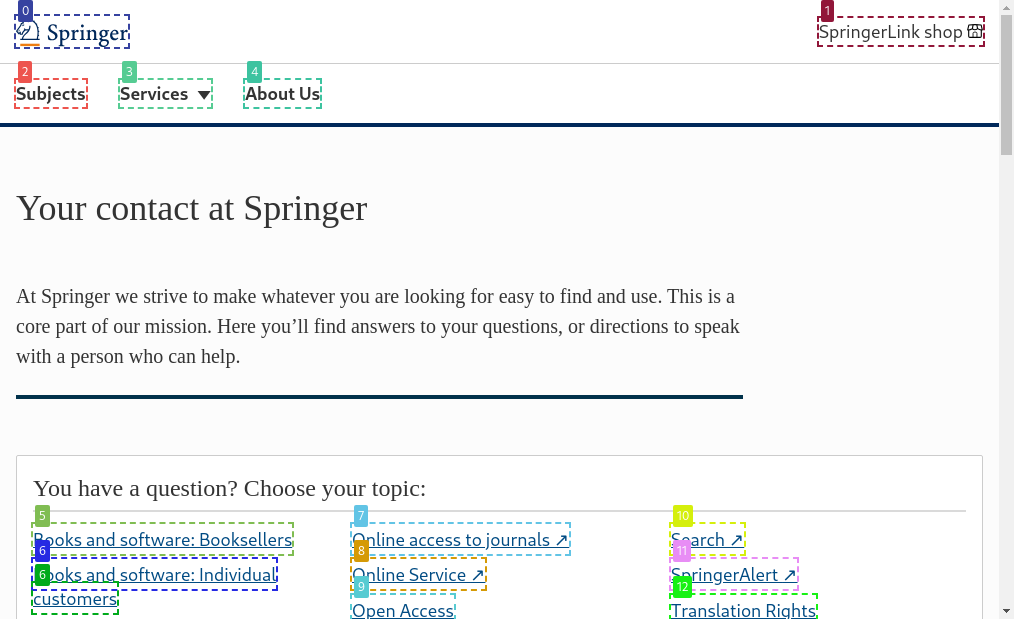 0
Springer
1
SpringerLink shop
2
Subjects
3
Services
4
About Us
Your contact at Springer
At Springer we strive to make whatever you are looking for easy to find and use. This is a
core part of our mission. Here you’ll find answers to your questions, or directions to speak
with a person who can help.
You have a question? Choose your topic:
5
Books and software: Booksellers
6
Books and software: Individual
6
customers
7
Online access to journals ↗
8
Online Service ↗
9
Open Access
10
Search ↗
11
SpringerAlert ↗
12
Translation Rights